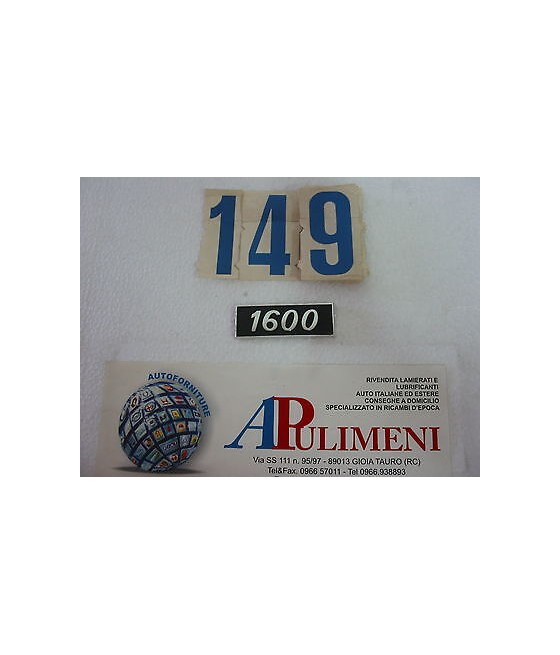 149
1600
AUTOFORNITURE
RIVENDITA LAMIERATI E
LUBRIFICANTI
AUTO ITALIANE ED ESTERE
CONSEGHE A DOMICILIO
SPECIALIZZATO IN RICAMBI D'EPOCA
APULIMENI
Via SS 111 n. 95/97 - 89013 GIOIA TAURO (RC)
Tel&Fax. 0966 57011 - Tel 0966.938893